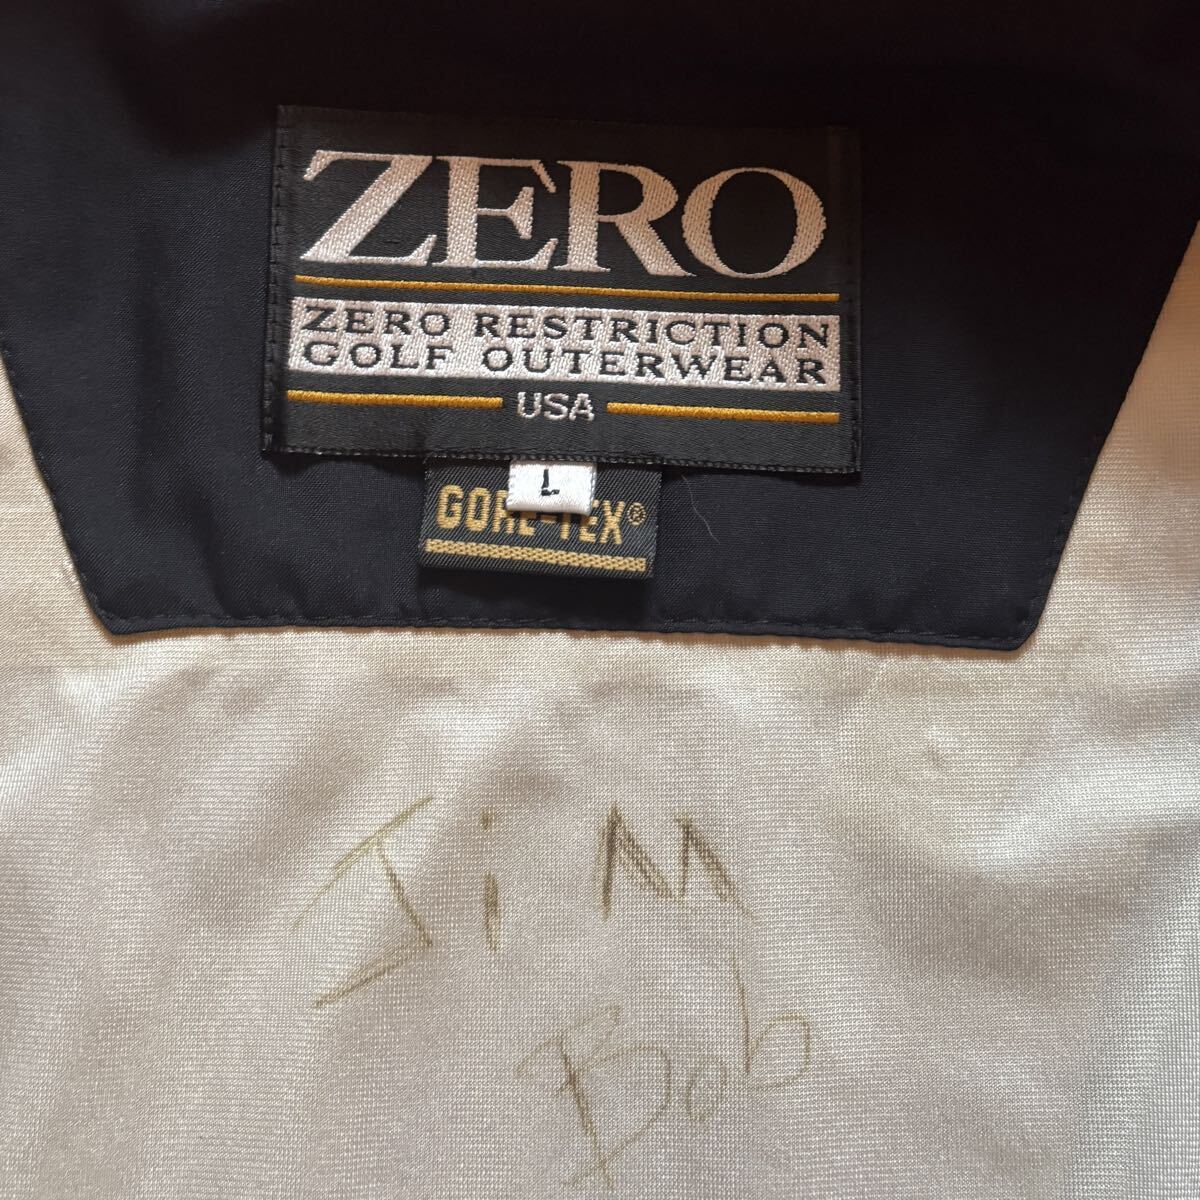 ZERO
ZERO RESTRICTION
GOLF OUTERWEAR
USA
L
GORE-TEX®
JiM
Bob